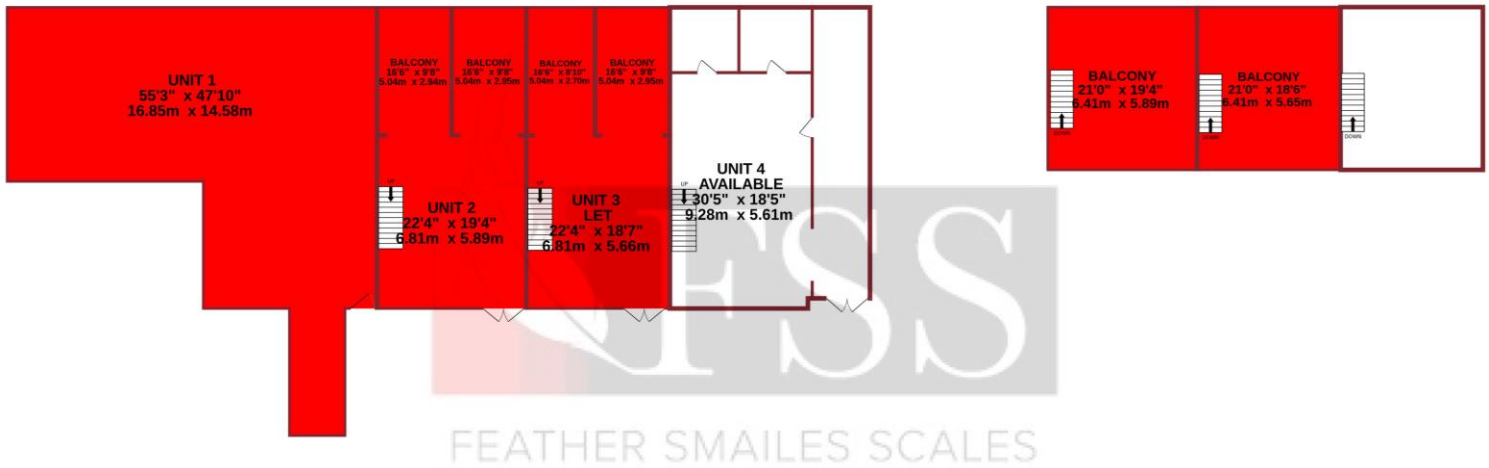 UNIT 1
55'3" x 47'10"
16.85m x 14.58m
BALCONY
16'6" x 9'8"
5.04m x 2.94m
BALCONY
16'6" x 9'8"
5.04m x 2.95m
BALCONY
16'6" x 8'10"
5.04m x 2.70m
BALCONY
16'6" x 9'8"
5.04m x 2.95m
UP
UNIT 2
22'4" x 19'4"
6.81m x 5.89m
UP
UNIT 3
LET
22'4" x 18'7"
6.81m x 5.66m
UP
UNIT 4
AVAILABLE
30'5" x 18'5"
9.28m x 5.61m
BALCONY
21'0" x 19'4"
6.41m x 5.89m
DOWN
BALCONY
21'0" x 18'6"
6.41m x 5.65m
DOWN
DOWN
FSS
FEATHER SMAILES SCALES